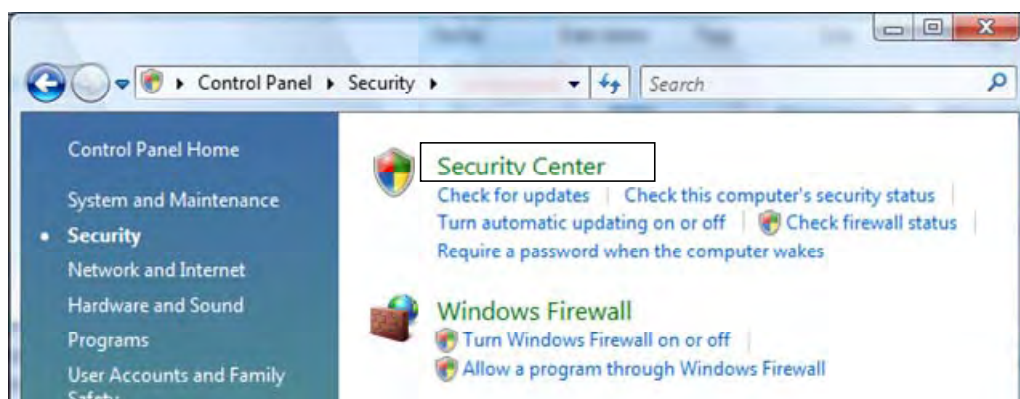 Control Panel ▸ Security ▸
Search
Control Panel Home
System and Maintenance
• Security
Network and Internet
Hardware and Sound
Programs
User Accounts and Family
Safety
Security Center
Check for updates | Check this computer's security status |
Turn automatic updating on or off | Check firewall status |
Require a password when the computer wakes
Windows Firewall
Turn Windows Firewall on or off |
Allow a program through Windows Firewall